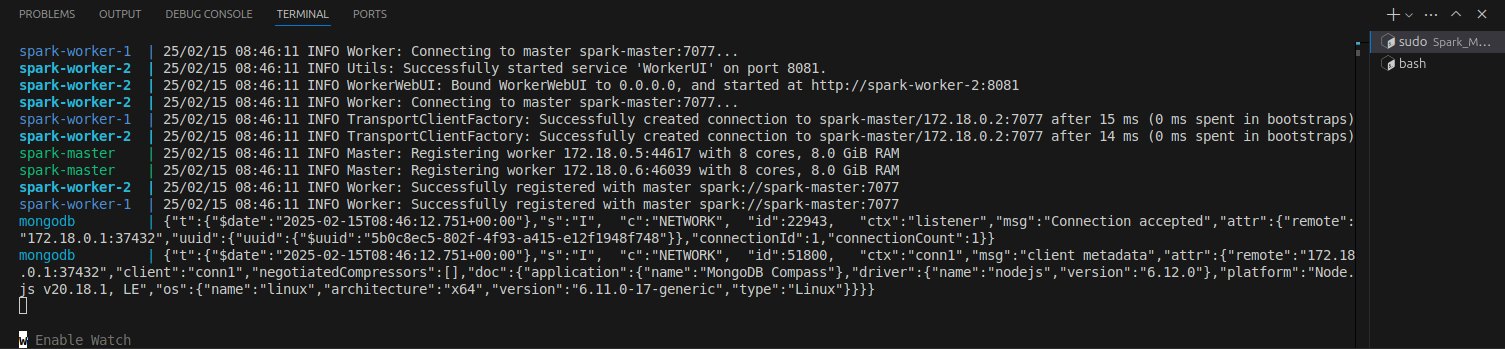 PROBLEMS OUTPUT DEBUG CONSOLE TERMINAL PORTS
spark-worker-1 | 25/02/15 08:46:11 INFO Worker: Connecting to master spark-master:7077...
spark-worker-2 | 25/02/15 08:46:11 INFO Utils: Successfully started service 'WorkerUI' on port 8081.
spark-worker-2 | 25/02/15 08:46:11 INFO WorkerWebUI: Bound WorkerWebUI to 0.0.0.0, and started at http://spark-worker-2:8081
spark-worker-2 | 25/02/15 08:46:11 INFO Worker: Connecting to master spark-master:7077...
spark-worker-1 | 25/02/15 08:46:11 INFO TransportClientFactory: Successfully created connection to spark-master/172.18.0.2:7077 after 15 ms (0 ms spent in bootstraps)
spark-worker-2 | 25/02/15 08:46:11 INFO TransportClientFactory: Successfully created connection to spark-master/172.18.0.2:7077 after 14 ms (0 ms spent in bootstraps)
spark-master | 25/02/15 08:46:11 INFO Master: Registering worker 172.18.0.5:44617 with 8 cores, 8.0 GiB RAM
spark-master | 25/02/15 08:46:11 INFO Master: Registering worker 172.18.0.6:46039 with 8 cores, 8.0 GiB RAM
spark-worker-2 | 25/02/15 08:46:11 INFO Worker: Successfully registered with master spark://spark-master:7077
spark-worker-1 | 25/02/15 08:46:11 INFO Worker: Successfully registered with master spark://spark-master:7077
mongodb | {"t":{"$date":"2025-02-15T08:46:12.751+00:00"},"s":"I", "c":"NETWORK", "id":22943, "ctx":"listener","msg":"Connection accepted","attr":{"remote":
"172.18.0.1:37432","uuid":{"uuid":{"$uuid":"5b0c8ec5-802f-4f93-a415-e12f1948f748"}},"connectionId":1,"connectionCount":1}}
mongodb | {"t":{"$date":"2025-02-15T08:46:12.751+00:00"},"s":"I", "c":"NETWORK", "id":51800, "ctx":"conn1","msg":"client metadata","attr":{"remote":"172.18
.0.1:37432","client":"conn1","negotiatedCompressors":[],"doc":{"application":{"name":"MongoDB Compass"},"driver":{"name":"nodejs","version":"6.12.0"},"platform":"Node.
js v20.18.1, LE","os":{"name":"linux","architecture":"x64","version":"6.11.0-17-generic","type":"Linux"}}}}
w Enable Watch
sudo Spark_M...
bash